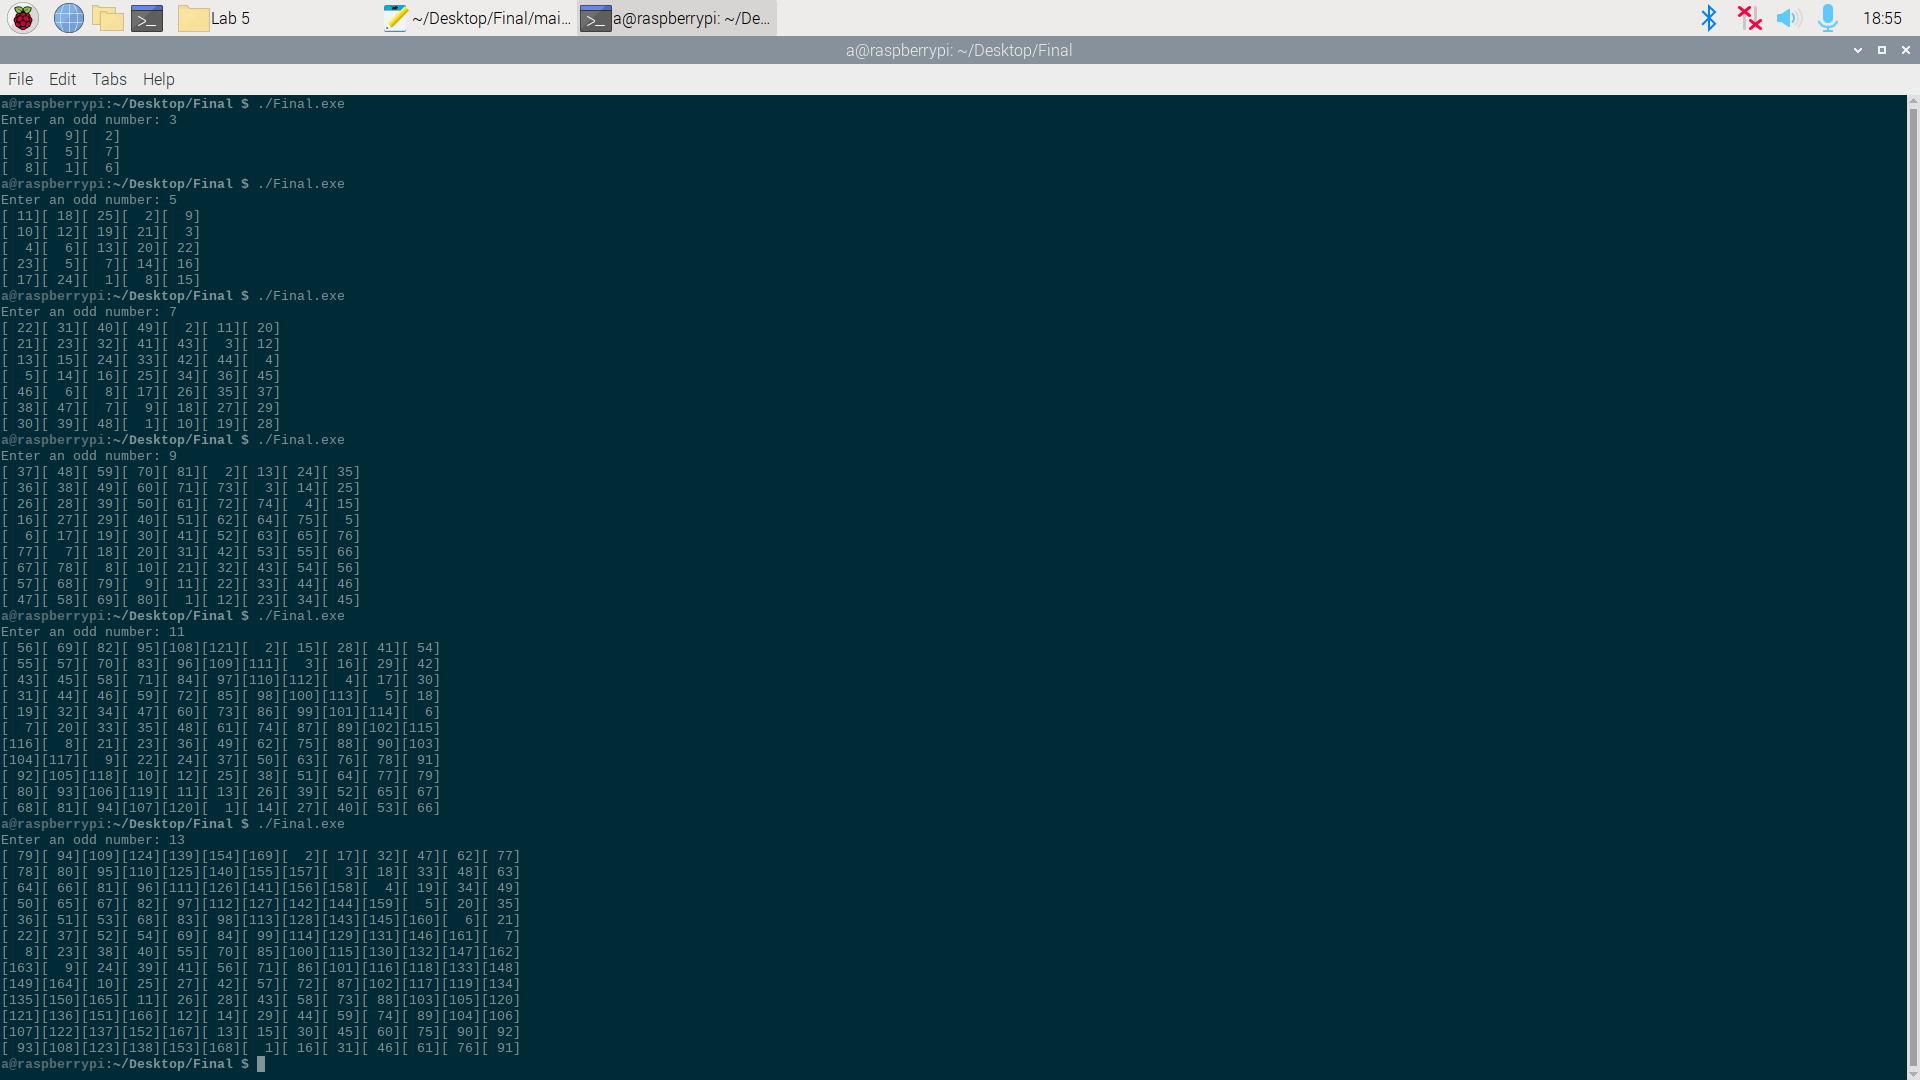 Lab 5 ~/Desktop/Final/mai... a@raspberrypi: ~/De... 18:55
a@raspberrypi: ~/Desktop/Final
File Edit Tabs Help
a@raspberrypi:~/Desktop/Final $ ./Final.exe
Enter an odd number: 3
[  4][  9][  2]
[  3][  5][  7]
[  8][  1][  6]
a@raspberrypi:~/Desktop/Final $ ./Final.exe
Enter an odd number: 5
[ 11][ 18][ 25][  2][  9]
[ 10][ 12][ 19][ 21][  3]
[  4][  6][ 13][ 20][ 22]
[ 23][  5][  7][ 14][ 16]
[ 17][ 24][  1][  8][ 15]
a@raspberrypi:~/Desktop/Final $ ./Final.exe
Enter an odd number: 7
[ 22][ 31][ 40][ 49][  2][ 11][ 20]
[ 21][ 23][ 32][ 41][ 43][  3][ 12]
[ 13][ 15][ 24][ 33][ 42][ 44][  4]
[  5][ 14][ 16][ 25][ 34][ 36][ 45]
[ 46][  6][  8][ 17][ 26][ 35][ 37]
[ 38][ 47][  7][  9][ 18][ 27][ 29]
[ 30][ 39][ 48][  1][ 10][ 19][ 28]
a@raspberrypi:~/Desktop/Final $ ./Final.exe
Enter an odd number: 9
[ 37][ 48][ 59][ 70][ 81][  2][ 13][ 24][ 35]
[ 36][ 38][ 49][ 60][ 71][ 73][  3][ 14][ 25]
[ 26][ 28][ 39][ 50][ 61][ 72][ 74][  4][ 15]
[ 16][ 27][ 29][ 40][ 51][ 62][ 64][ 75][  5]
[  6][ 17][ 19][ 30][ 41][ 52][ 63][ 65][ 76]
[ 77][  7][ 18][ 20][ 31][ 42][ 53][ 55][ 66]
[ 67][ 78][  8][ 10][ 21][ 32][ 43][ 54][ 56]
[ 57][ 68][ 79][  9][ 11][ 22][ 33][ 44][ 46]
[ 47][ 58][ 69][ 80][  1][ 12][ 23][ 34][ 45]
a@raspberrypi:~/Desktop/Final $ ./Final.exe
Enter an odd number: 11
[ 56][ 69][ 82][ 95][108][121][  2][ 15][ 28][ 41][ 54]
[ 55][ 57][ 70][ 83][ 96][109][111][  3][ 16][ 29][ 42]
[ 43][ 45][ 58][ 71][ 84][ 97][110][112][  4][ 17][ 30]
[ 31][ 44][ 46][ 59][ 72][ 85][ 98][100][113][  5][ 18]
[ 19][ 32][ 34][ 47][ 60][ 73][ 86][ 99][101][114][  6]
[  7][ 20][ 33][ 35][ 48][ 61][ 74][ 87][ 89][102][115]
[116][  8][ 21][ 23][ 36][ 49][ 62][ 75][ 88][ 90][103]
[104][117][  9][ 22][ 24][ 37][ 50][ 63][ 76][ 78][ 91]
[ 92][105][118][ 10][ 12][ 25][ 38][ 51][ 64][ 77][ 79]
[ 80][ 93][106][119][ 11][ 13][ 26][ 39][ 52][ 65][ 67]
[ 68][ 81][ 94][107][120][  1][ 14][ 27][ 40][ 53][ 66]
a@raspberrypi:~/Desktop/Final $ ./Final.exe
Enter an odd number: 13
[ 79][ 94][109][124][139][154][169][  2][ 17][ 32][ 47][ 62][ 77]
[ 78][ 80][ 95][110][125][140][155][157][  3][ 18][ 33][ 48][ 63]
[ 64][ 66][ 81][ 96][111][126][141][156][158][  4][ 19][ 34][ 49]
[ 50][ 65][ 67][ 82][ 97][112][127][142][144][159][  5][ 20][ 35]
[ 36][ 51][ 53][ 68][ 83][ 98][113][128][143][145][160][  6][ 21]
[ 22][ 37][ 52][ 54][ 69][ 84][ 99][114][129][131][146][161][  7]
[  8][ 23][ 38][ 40][ 55][ 70][ 85][100][115][130][132][147][162]
[163][  9][ 24][ 39][ 41][ 56][ 71][ 86][101][116][118][133][148]
[149][164][ 10][ 25][ 27][ 42][ 57][ 72][ 87][102][117][119][134]
[135][150][165][ 11][ 26][ 28][ 43][ 58][ 73][ 88][103][105][120]
[121][136][151][166][ 12][ 14][ 29][ 44][ 59][ 74][ 89][104][106]
[107][122][137][152][167][ 13][ 15][ 30][ 45][ 60][ 75][ 90][ 92]
[ 93][108][123][138][153][168][  1][ 16][ 31][ 46][ 61][ 76][ 91]
a@raspberrypi:~/Desktop/Final $